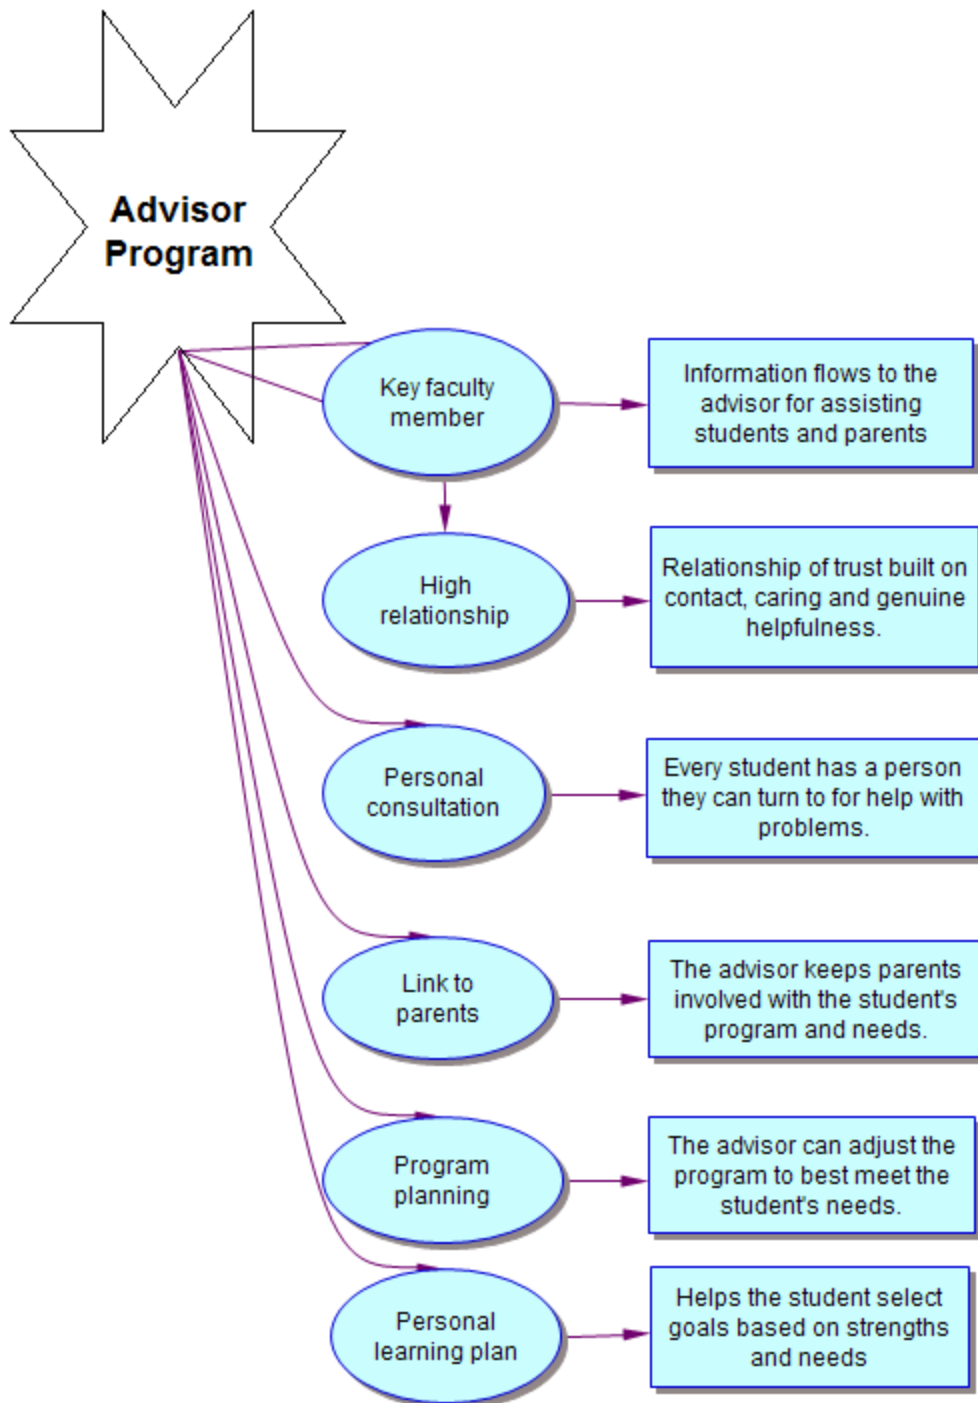 Advisor
Program
Key faculty
member
Information flows to the
advisor for assisting
students and parents
High
relationship
Relationship of trust built on
contact, caring and genuine
helpfulness.
Personal
consultation
Every student has a person
they can turn to for help with
problems.
Link to
parents
The advisor keeps parents
involved with the student's
program and needs.
Program
planning
The advisor can adjust the
program to best meet the
student's needs.
Personal
learning plan
Helps the student select
goals based on strengths
and needs